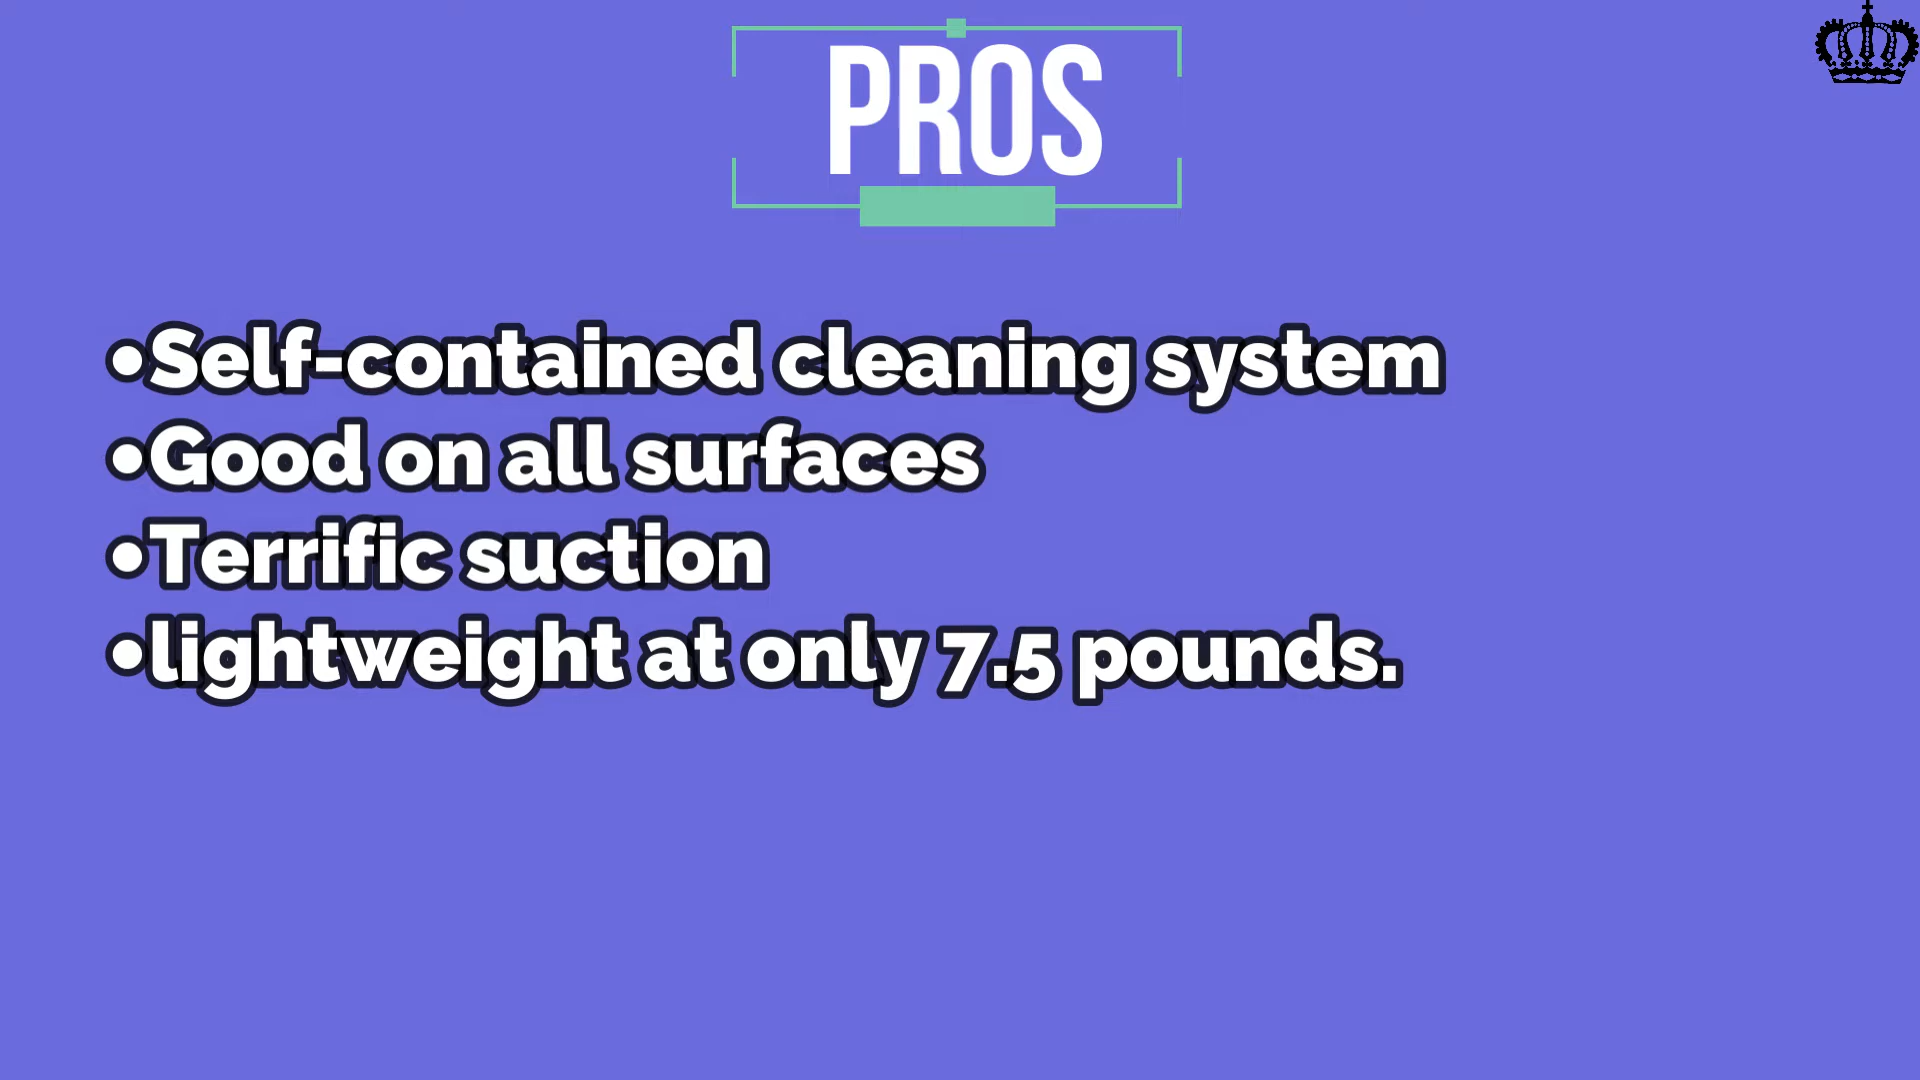 PROS
•Self-contained cleaning system
•Good on all surfaces
•Terrific suction
•lightweight at only 7.5 pounds.